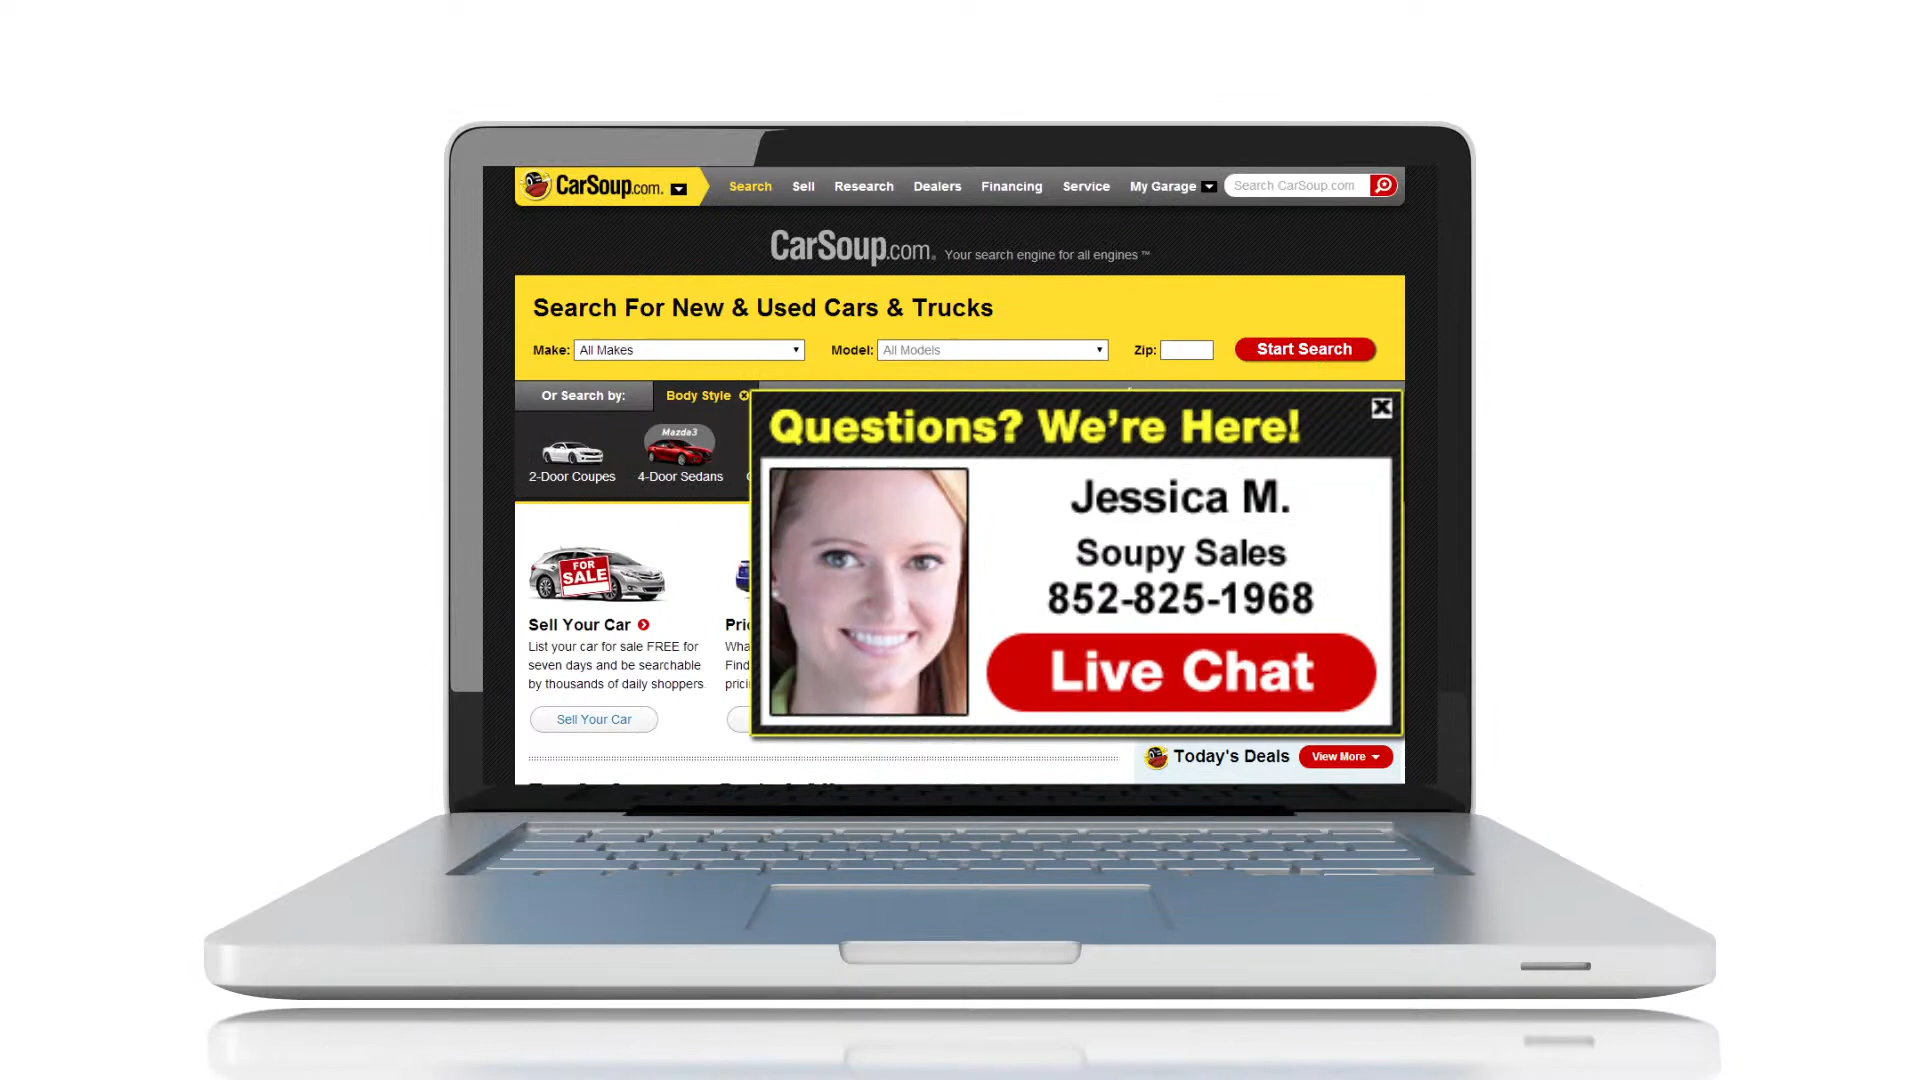 CarSoup.com.
Search Sell Research Dealers Financing Service My Garage Search CarSoup.com
CarSoup.com. Your search engine for all engines ™
Search For New & Used Cars & Trucks
Make: All Makes Model: All Models Zip: Start Search
Or Search by: Body Style
Mazda3
2-Door Coupes 4-Door Sedans
Questions? We're Here!
Jessica M.
Soupy Sales
852-825-1968
Live Chat
FOR
SALE
Sell Your Car
List your car for sale FREE for
seven days and be searchable
by thousands of daily shoppers
Sell Your Car
Today's Deals View More